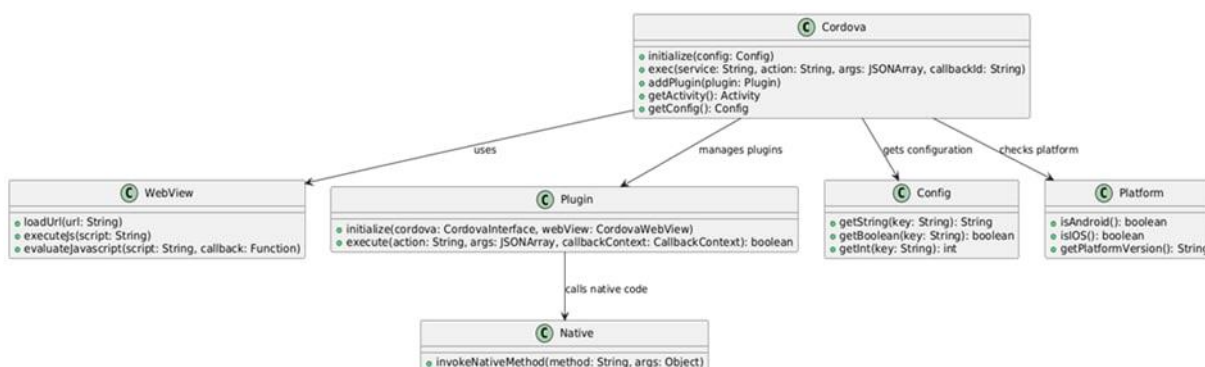 C Cordova
initialize(config: Config)
exec(service: String, action: String, args: JSONArray, callbackId: String)
addPlugin(plugin: Plugin)
getActivity(): Activity
getConfig(): Config
uses
manages plugins
gets configuration
checks platform
C WebView
loadUrl(url: String)
executeJs(script: String)
evaluateJavascript(script: String, callback: Function)
C Plugin
initialize(cordova: CordovaInterface, webView: CordovaWebView)
execute(action: String, args: JSONArray, callbackContext: CallbackContext): boolean
C Config
getString(key: String): String
getBoolean(key: String): boolean
getInt(key: String): int
C Platform
isAndroid(): boolean
isIOS(): boolean
getPlatformVersion(): String
calls native code
C Native
invokeNativeMethod(method: String, args: Object)